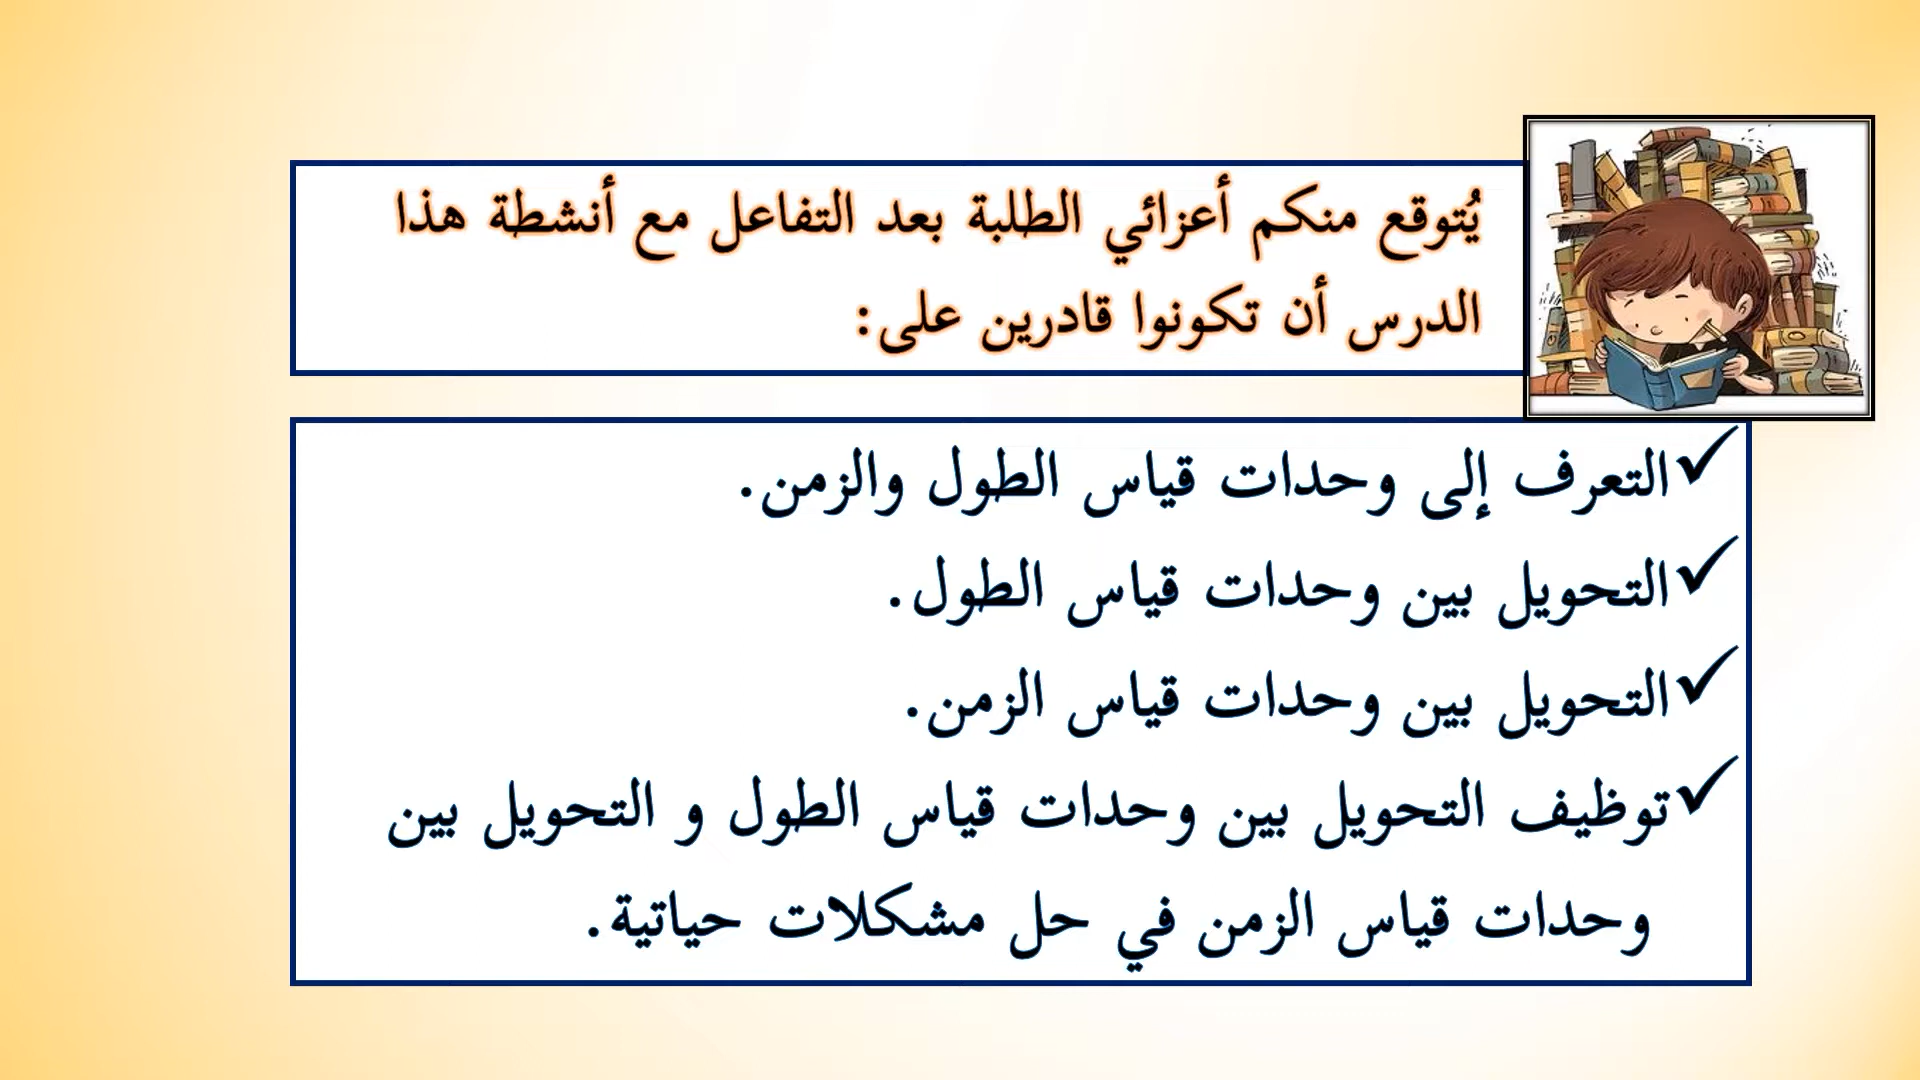 يُتوقع منكم أعزائي الطلبة بعد التفاعل مع أنشطة هذا
الدرس أن تكونوا قادرين على:
✓التعرف إلى وحدات قياس الطول والزمن.
✓التحويل بين وحدات قياس الطول.
✓التحويل بين وحدات قياس الزمن.
✓توظيف التحويل بين وحدات قياس الطول و التحويل بين
وحدات قياس الزمن في حل مشكلات حياتية.